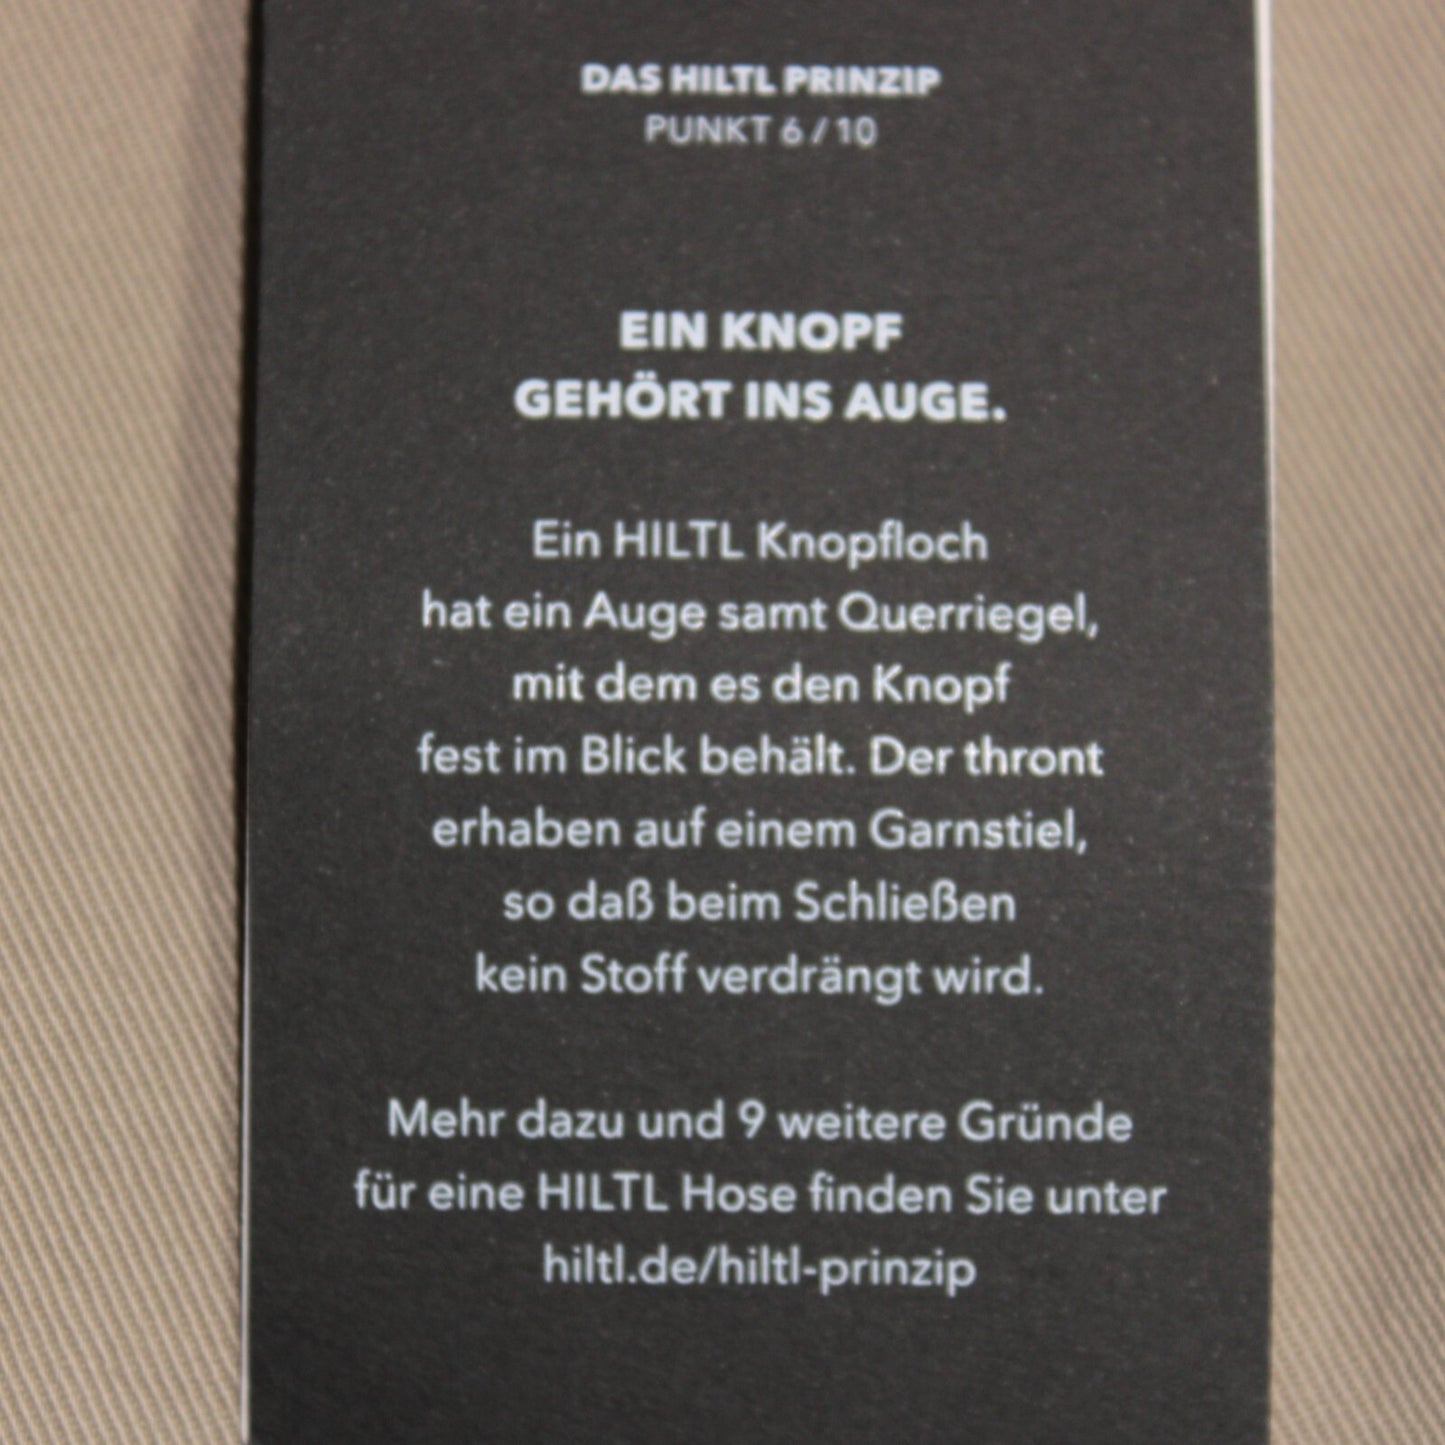 DAS HILTL PRINZIP
PUNKT 6 / 10
EIN KNOPF
GEHÖRT INS AUGE.
Ein HILTL Knopfloch
hat ein Auge samt Querriegel,
mit dem es den Knopf
fest im Blick behält. Der thront
erhaben auf einem Garnstiel,
so daß beim Schließen
kein Stoff verdrängt wird.
Mehr dazu und 9 weitere Gründe
für eine HILTL Hose finden Sie unter
hiltl.de/hiltl-prinzip